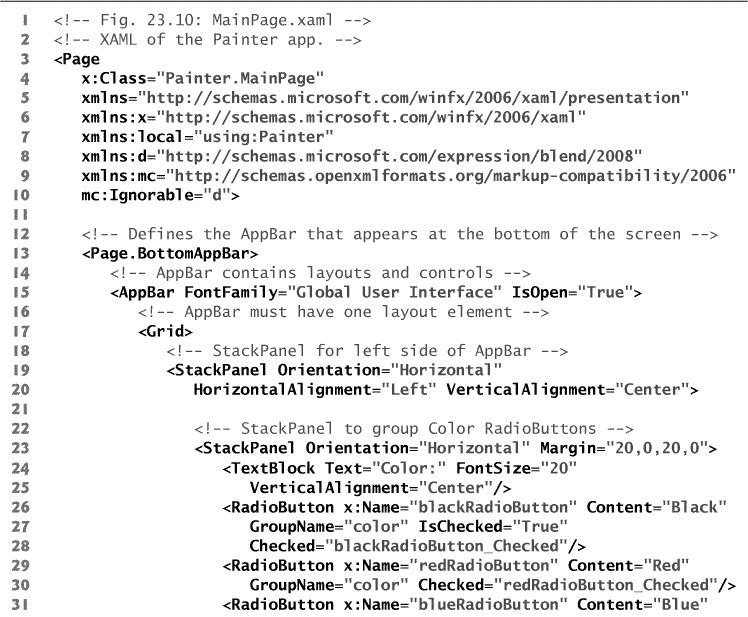 1 <!-- Fig. 23.10: MainPage.xaml -->
2 <!-- XAML of the Painter app. -->
3 <Page
4 x:Class="Painter.MainPage"
5 xmlns="http://schemas.microsoft.com/winfx/2006/xaml/presentation"
6 xmlns:x="http://schemas.microsoft.com/winfx/2006/xaml"
7 xmlns:local="using:Painter"
8 xmlns:d="http://schemas.microsoft.com/expression/blend/2008"
9 xmlns:mc="http://schemas.openxmlformats.org/markup-compatibility/2006"
10 mc:Ignorable="d">
11
12 <!-- Defines the AppBar that appears at the bottom of the screen -->
13 <Page.BottomAppBar>
14 <!-- AppBar contains layouts and controls -->
15 <AppBar FontFamily="Global User Interface" IsOpen="True">
16 <!-- AppBar must have one layout element -->
17 <Grid>
18 <!-- StackPanel for left side of AppBar -->
19 <StackPanel Orientation="Horizontal"
20 HorizontalAlignment="Left" VerticalAlignment="Center">
21
22 <!-- StackPanel to group Color RadioButtons -->
23 <StackPanel Orientation="Horizontal" Margin="20,0,20,0">
24 <TextBlock Text="Color:" FontSize="20"
25 VerticalAlignment="Center"/>
26 <RadioButton x:Name="blackRadioButton" Content="Black"
27 GroupName="color" IsChecked="True"
28 Checked="blackRadioButton_Checked"/>
29 <RadioButton x:Name="redRadioButton" Content="Red"
30 GroupName="color" Checked="redRadioButton_Checked"/>
31 <RadioButton x:Name="blueRadioButton" Content="Blue"